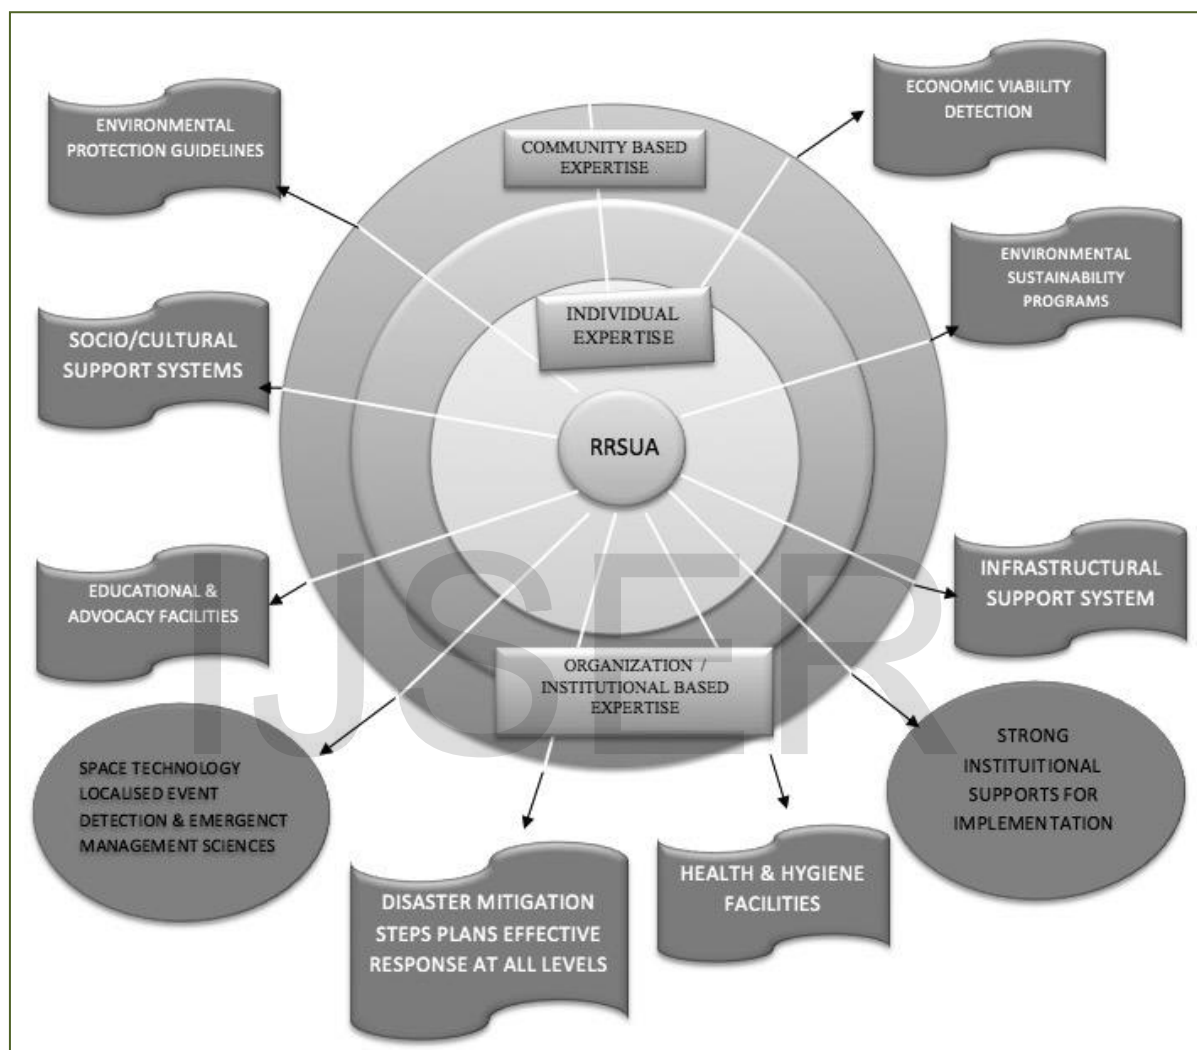 ENVIRONMENTAL
PROTECTION GUIDELINES
ECONOMIC VIABILITY
DETECTION
COMMUNITY BASED
EXPERTISE
ENVIRONMENTAL
SUSTAINABILITY
PROGRAMS
INDIVIDUAL
EXPERTISE
SOCIO/CULTURAL
SUPPORT SYSTEMS
RRSUA
EDUCATIONAL &
ADVOCACY FACILITIES
INFRASTRUCTURAL
SUPPORT SYSTEM
IJSER
ORGANIZATION /
INSTITUTIONAL BASED
EXPERTISE
SPACE TECHNOLOGY
LOCALISED EVENT
DETECTION & EMERGENCT
MANAGEMENT SCIENCES
STRONG
INSTITUITIONAL
SUPPORTS FOR
IMPLEMENTATION
DISASTER MITIGATION
STEPS PLANS EFFECTIVE
RESPONSE AT ALL LEVELS
HEALTH & HYGIENE
FACILITIES